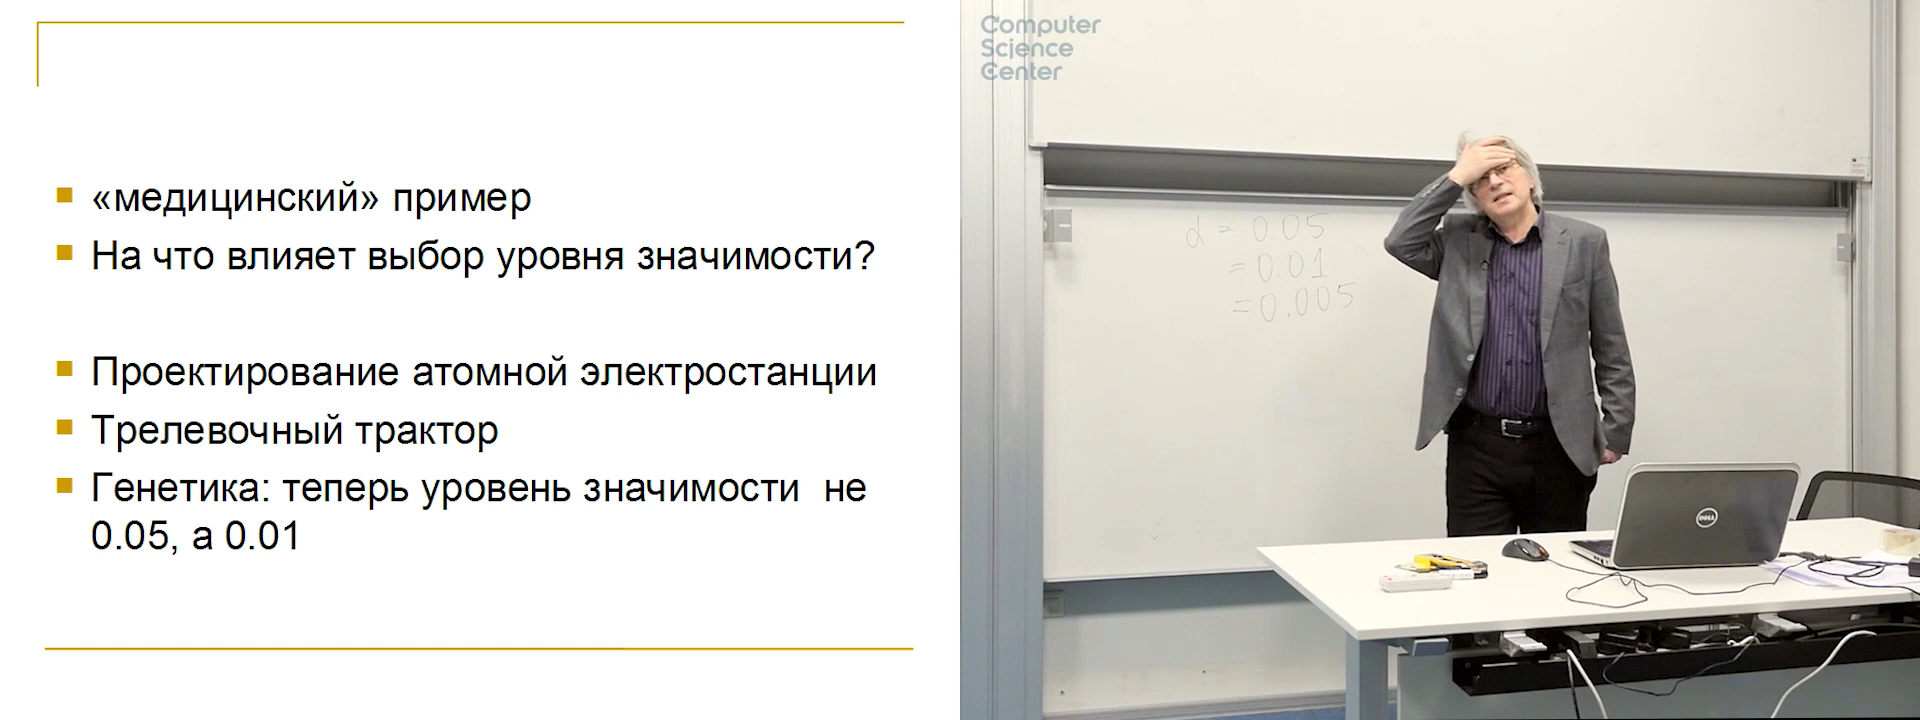 «медицинский» пример
На что влияет выбор уровня значимости?
Проектирование атомной электростанции
Трелевочный трактор
Генетика: теперь уровень значимости не
0.05, а 0.01
Computer
Science
Center
α = 0.05
= 0.01
= 0.005
DELL